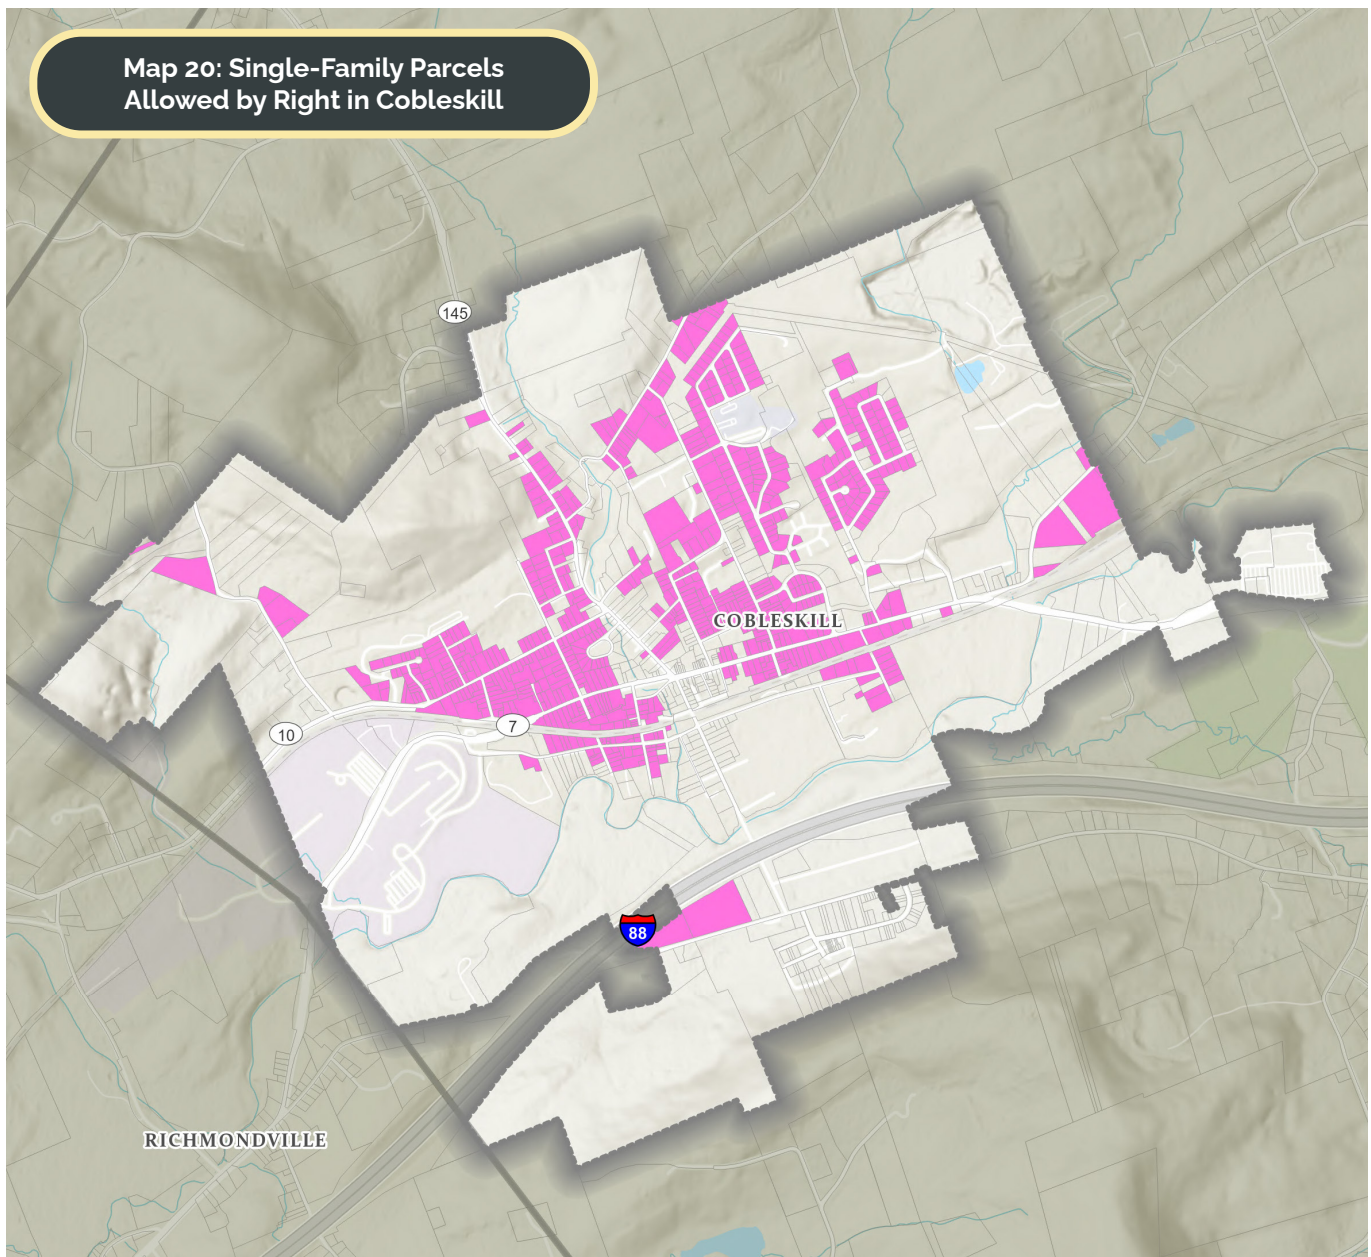 Map 20: Single-Family Parcels
Allowed by Right in Cobleskill
145
COBLESKILL
10
7
88
RICHMONDVILLE